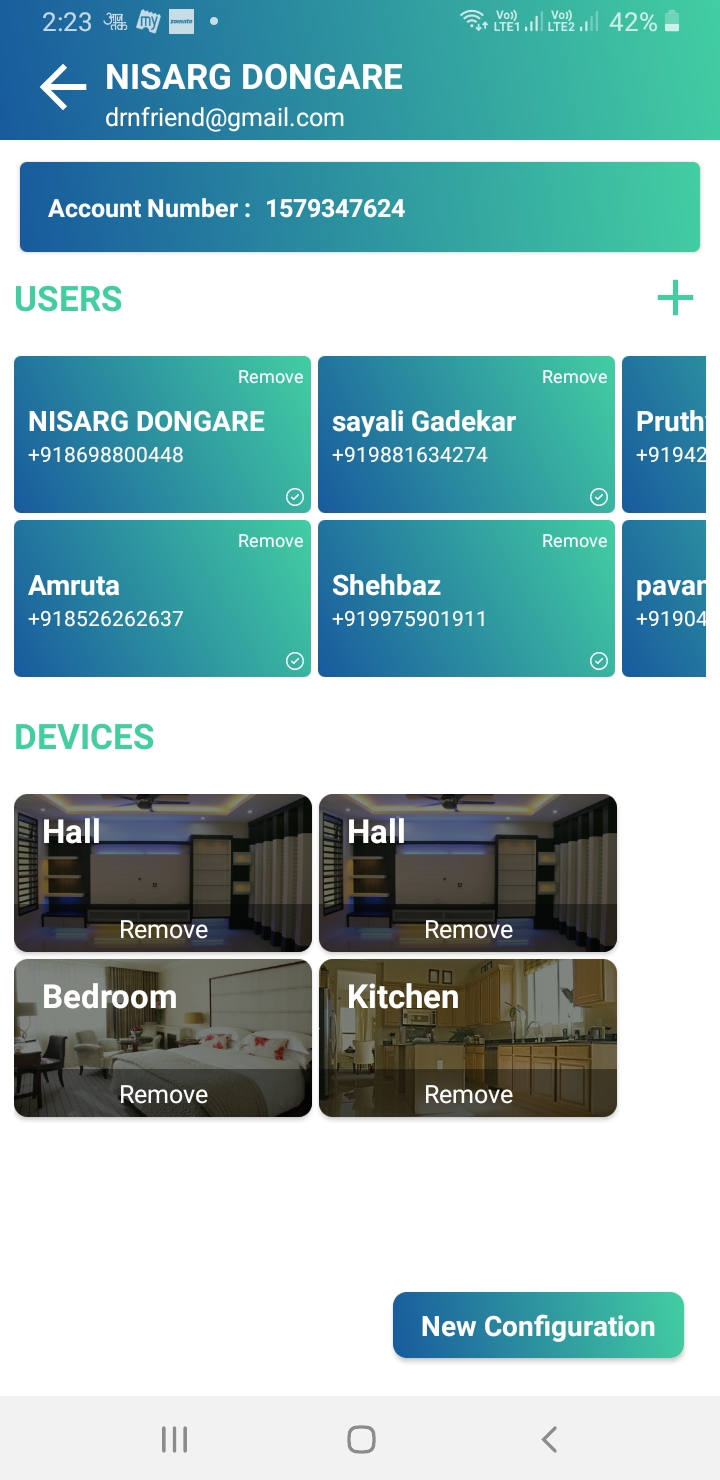 2:23 आज तक my zomato Vo)) LTE1 Vo)) LTE2 42%
NISARG DONGARE
drnfriend@gmail.com
Account Number : 1579347624
USERS
Remove Remove
NISARG DONGARE sayali Gadekar Pruth
+918698800448 +919881634274 +91942
Remove Remove
Amruta Shehbaz pavan
+918526262637 +919975901911 +91904
DEVICES
Hall Hall
Remove Remove
Bedroom Kitchen
Remove Remove
New Configuration